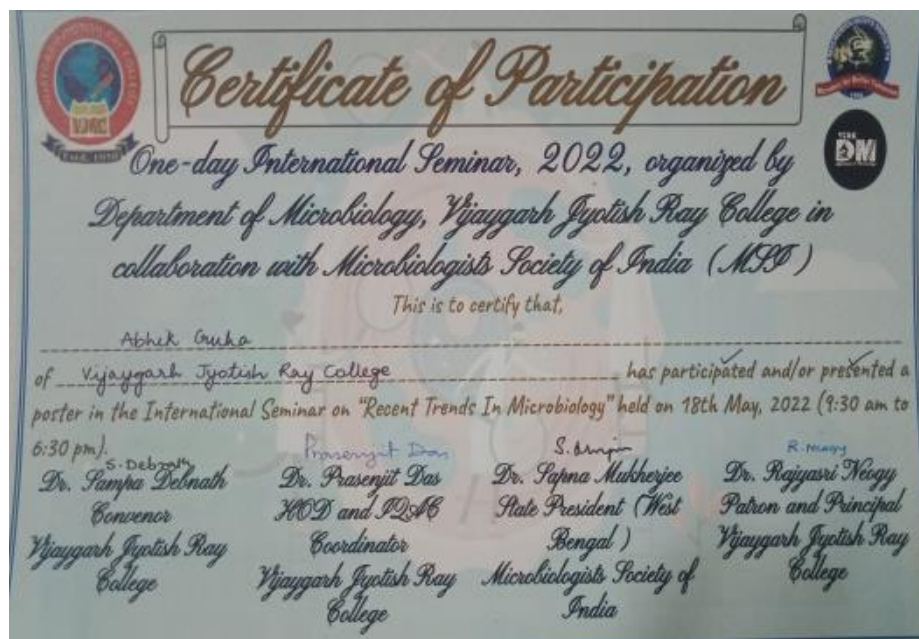 Certificate of Participation
One-day International Seminar, 2022, organized by
Department of Microbiology, Vijaygarh Jyotish Ray College in
collaboration with Microbiologists Society of India (MSI)
This is to certify that,
Abhik Guha
of Vijaygarh Jyotish Ray College has participated and/or presented a
poster in the International Seminar on "Recent Trends In Microbiology" held on 18th May, 2022 (9:30 am to
6:30 pm).
S. Debnath
Dr. Sampa Debnath
Convenor
Vijaygarh Jyotish Ray
College
Prasenjit Das
Dr. Prasenjit Das
HOD and IQAC
Coordinator
Vijaygarh Jyotish Ray
College
Dr. Sapna Mukherjee
State President (West
Bengal)
Microbiologists Society of
India
R. Neogy
Dr. Rajyasri Neogy
Patron and Principal
Vijaygarh Jyotish Ray
College
VJRC
DM